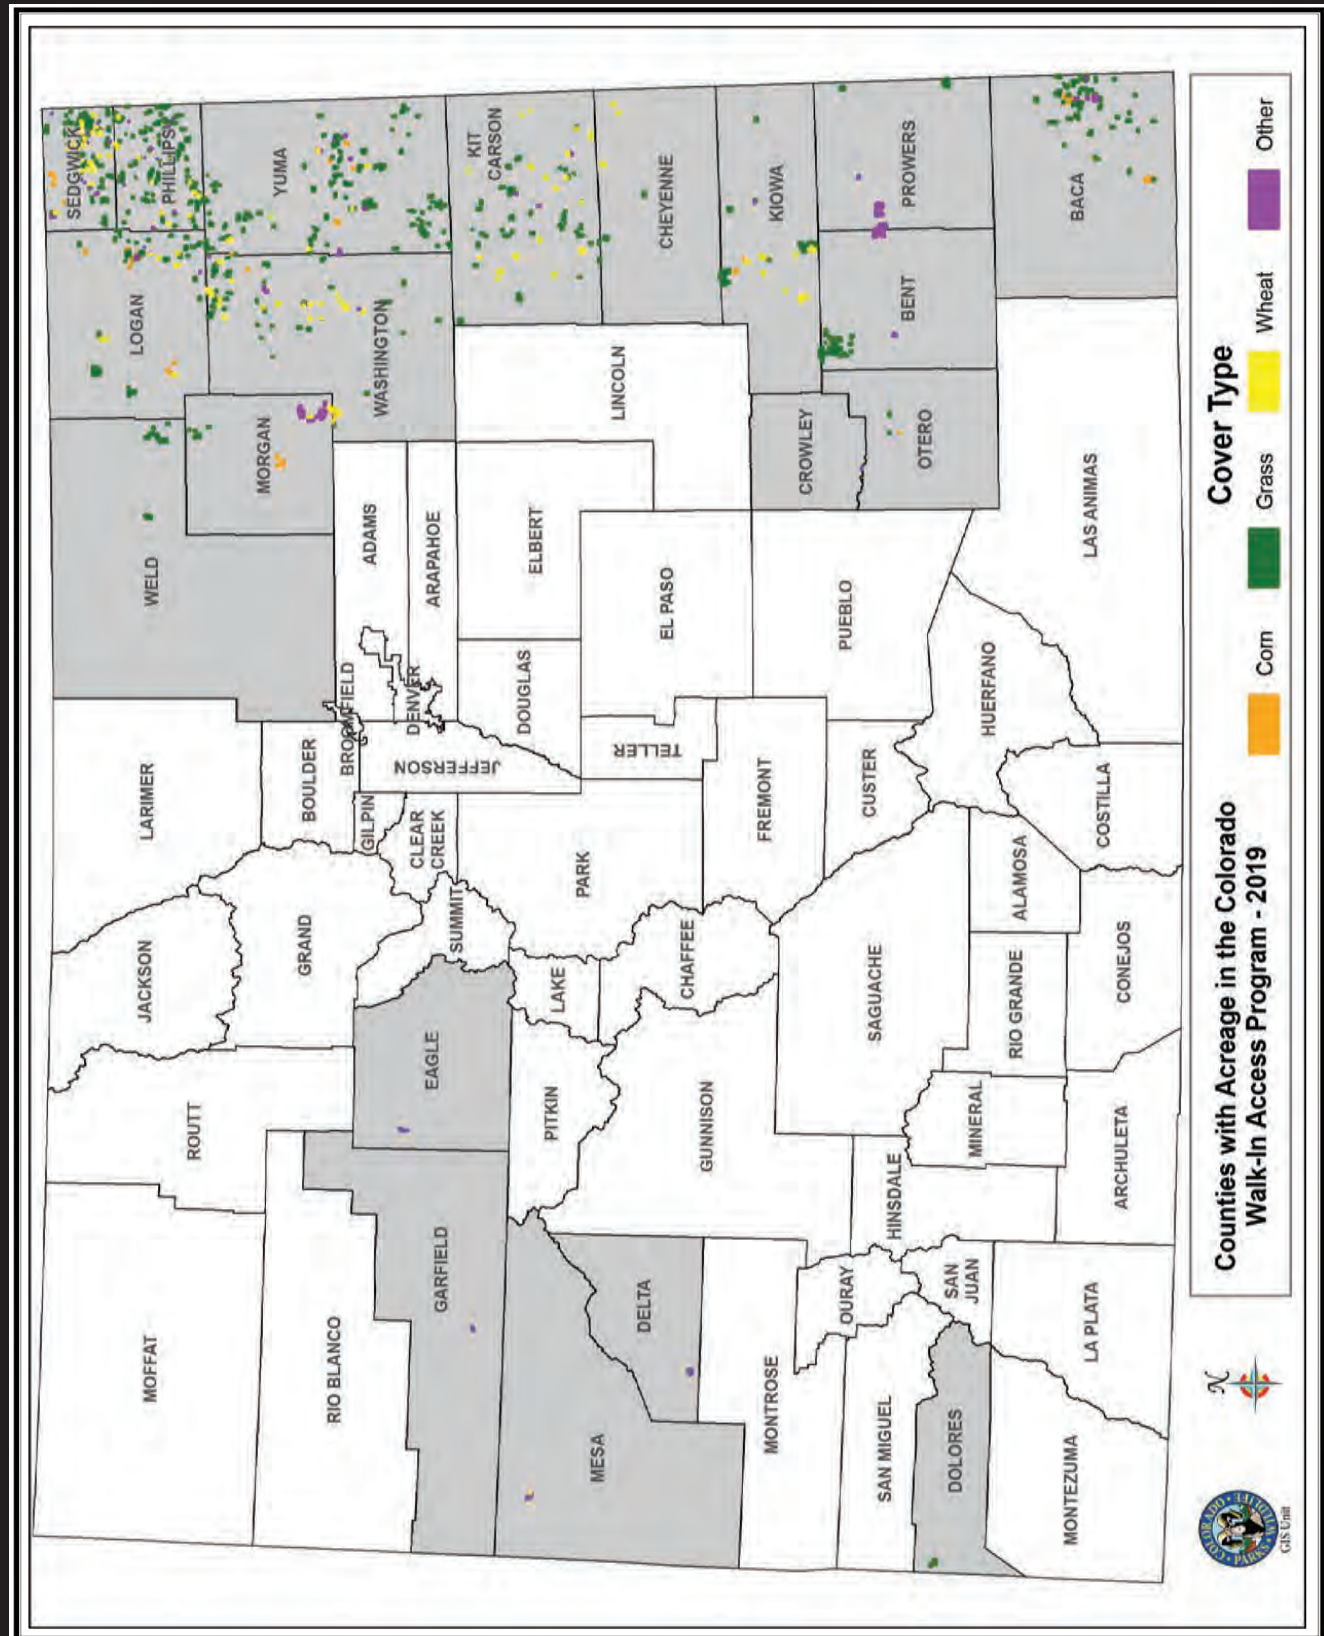 MOFFAT
ROUTT
JACKSON
LARIMER
WELD
LOGAN
SEDGWICK
PHILLIPS
RIO BLANCO
GRAND
BOULDER
BROOMFIELD
MORGAN
YUMA
WASHINGTON
ADAMS
GILPIN
GARFIELD
EAGLE
SUMMIT
CLEAR
CREEK
JEFFERSON
DENVER
ARAPAHOE
MESA
DELTA
PITKIN
LAKE
PARK
DOUGLAS
ELBERT
LINCOLN
KIT
CARSON
TELLER
EL PASO
CHEYENNE
GUNNISON
CHAFFEE
FREMONT
MONTROSE
OURAY
HINSDALE
SAGUACHE
CUSTER
PUEBLO
CROWLEY
KIOWA
SAN MIGUEL
DOLORES
SAN
JUAN
MINERAL
RIO GRANDE
ALAMOSA
HUERFANO
OTERO
BENT
PROWERS
MONTEZUMA
LA PLATA
ARCHULETA
CONEJOS
COSTILLA
LAS ANIMAS
BACA
COLORADO
PARKS
WILDLIFE
GIS Unit
N
Counties with Acreage in the Colorado
Walk-In Access Program - 2019
Cover Type
Corn
Grass
Wheat
Other